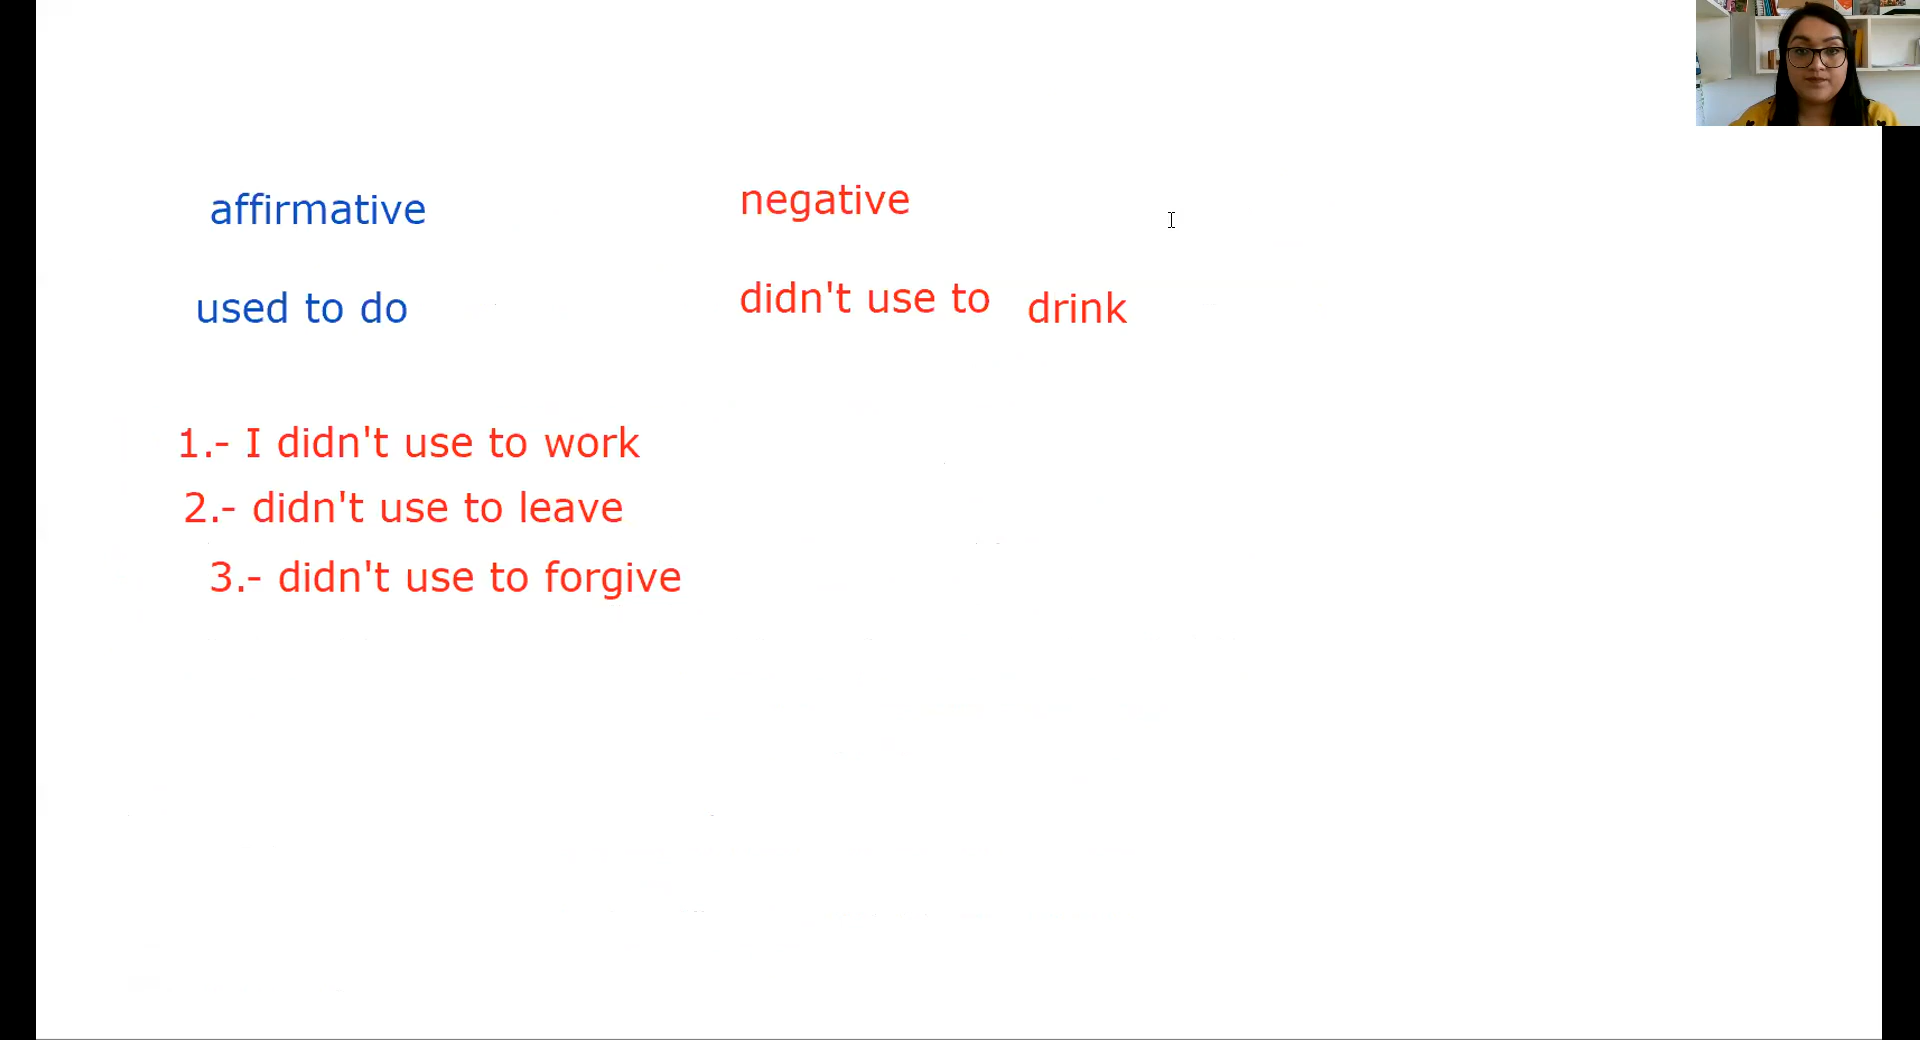 affirmative
negative
used to do
didn't use to drink
1.- I didn't use to work
2.- didn't use to leave
3.- didn't use to forgive